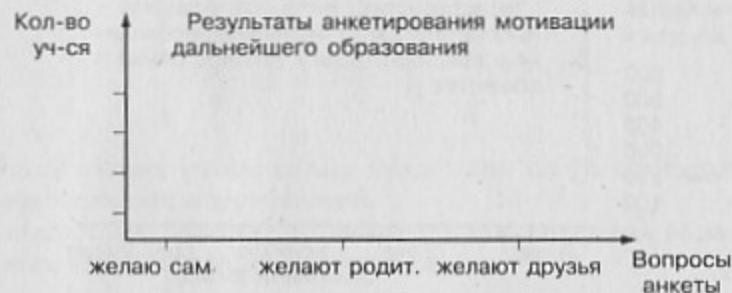 Кол-во
уч-ся
Результаты анкетирования мотивации
дальнейшего образования
желаю сам.
желают родит.
желают друзья
Вопросы
анкеты